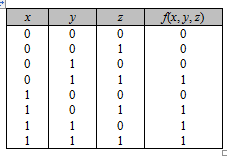 x y z f(x, y, z)
0 0 0 0
0 0 1 0
0 1 0 0
0 1 1 1
1 0 0 0
1 0 1 1
1 1 0 1
1 1 1 1